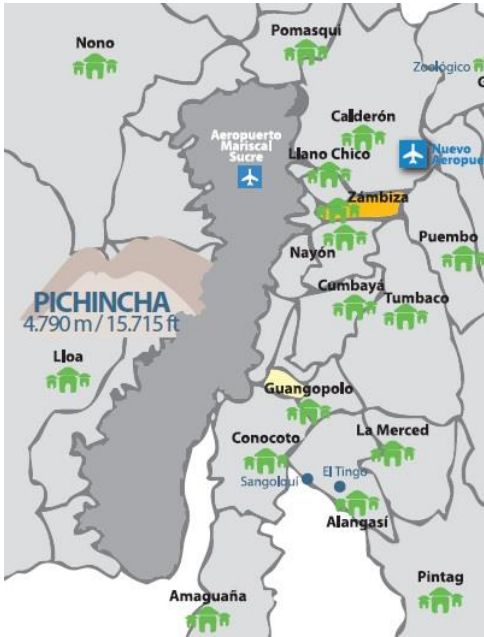 Pomasqui
Nono
Zoológico
G
Calderón
Aeropuerto
Mariscal
Sucre
Llano Chico
Nuevo
Aeropue
Zámbiza
Puembo
Nayón
Cumbayá
Tumbaco
PICHINCHA
4.790 m / 15.715 ft
Lloa
Guangopolo
La Merced
Conocoto
El Tingo
Sangolquí
Alangasí
Pintag
Amaguaña